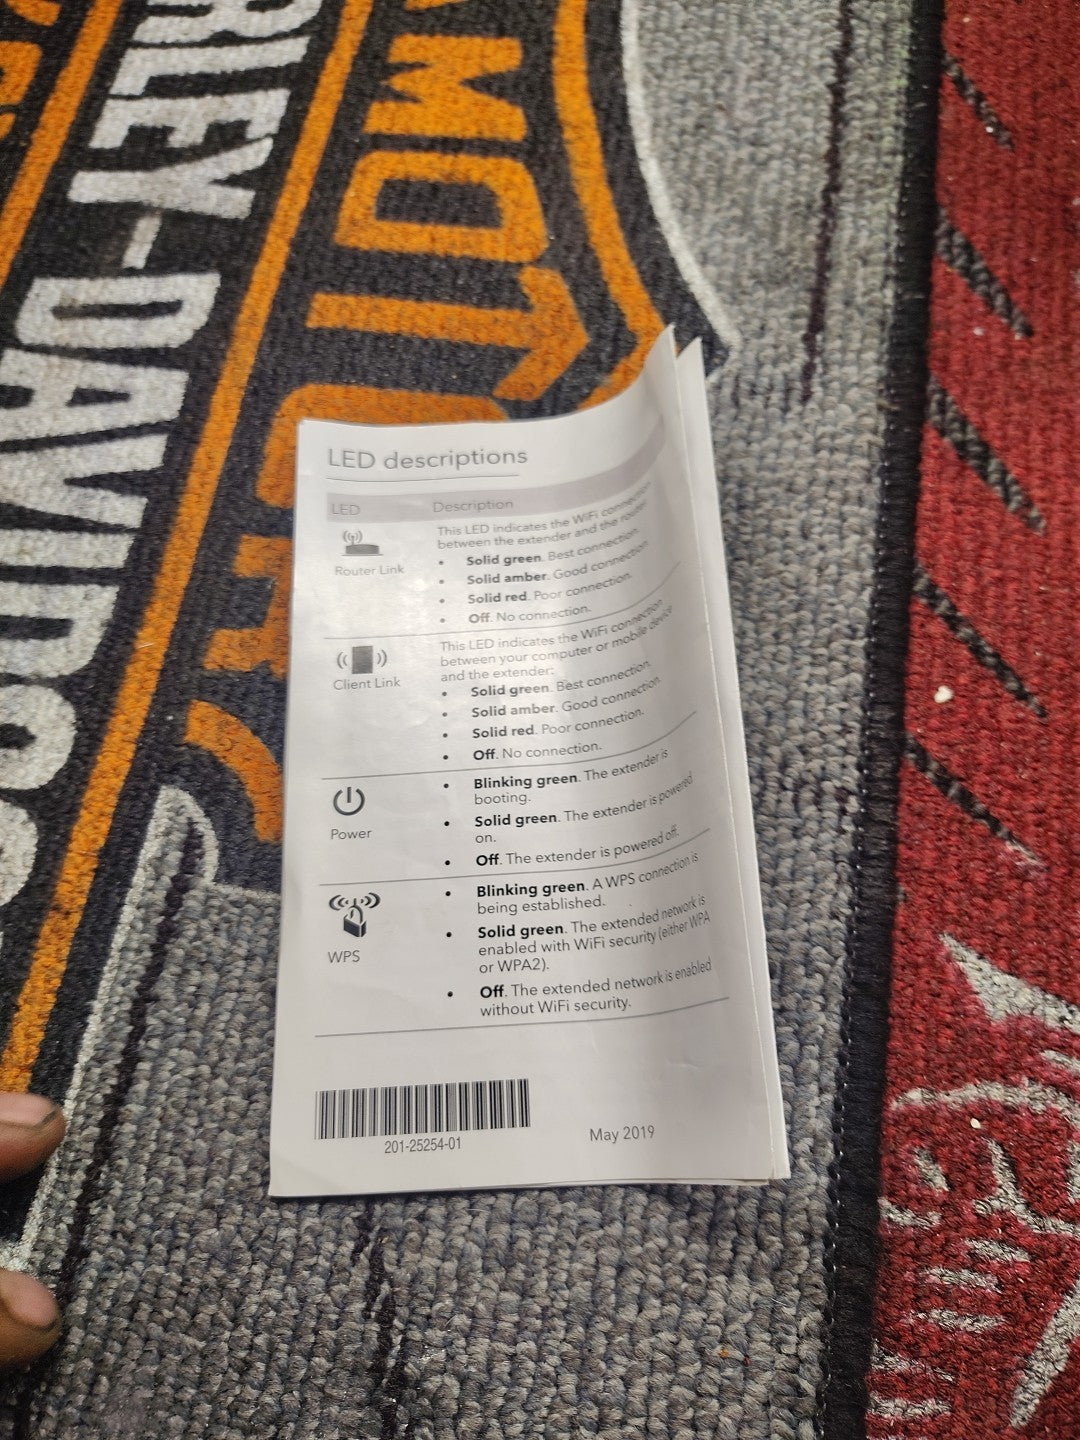 RLEY-DAVIDSO
MOTOR
LED descriptions
LED Description
Router Link
This LED indicates the WiFi connection
between the extender and the router:
• Solid green. Best connection.
• Solid amber. Good connection.
• Solid red. Poor connection.
• Off. No connection.
Client Link
This LED indicates the WiFi connection
between your computer or mobile device
and the extender:
• Solid green. Best connection.
• Solid amber. Good connection.
• Solid red. Poor connection.
• Off. No connection.
Power
• Blinking green. The extender is
booting.
• Solid green. The extender is powered
on.
• Off. The extender is powered off.
WPS
• Blinking green. A WPS connection is
being established.
• Solid green. The extended network is
enabled with WiFi security (either WPA
or WPA2).
• Off. The extended network is enabled
without WiFi security.
201-25254-01
May 2019